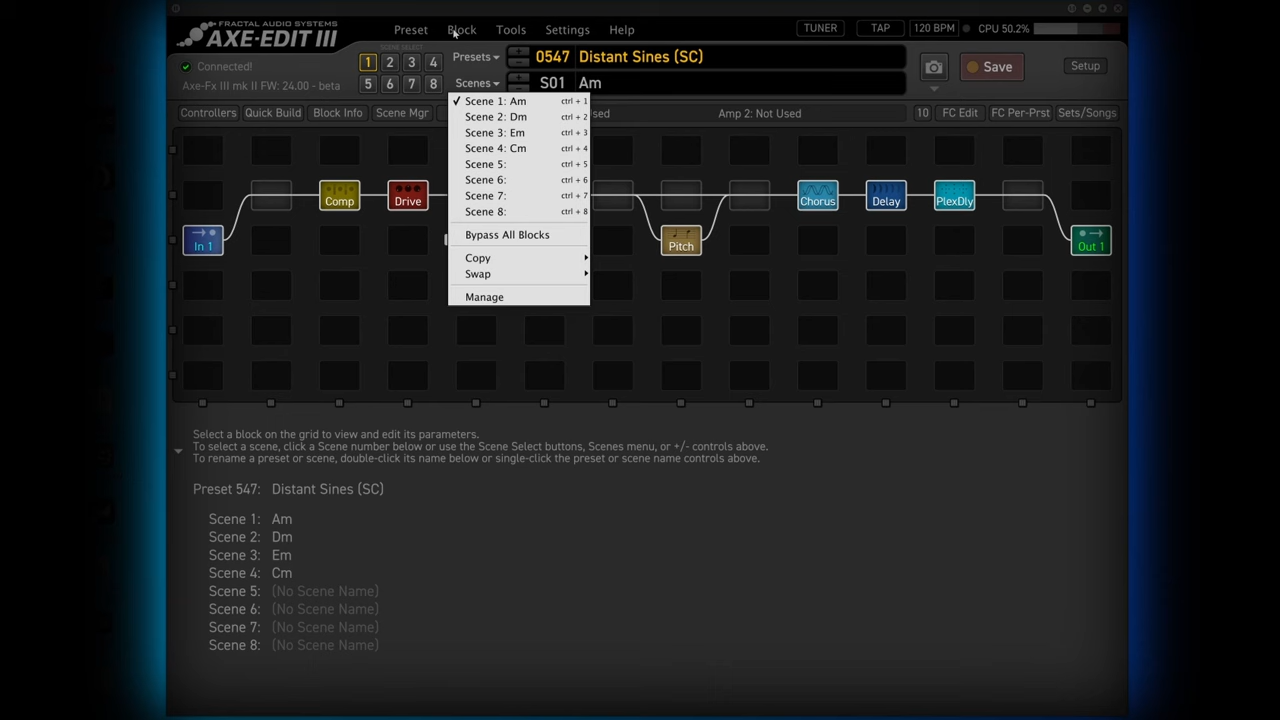 FRACTAL AUDIO SYSTEMS
AXE-EDIT III
Preset Block Tools Settings Help
TUNER TAP 120 BPM CPU 50.2%
SCENE SELECT
1 2 3 4
5 6 7 8
Presets 0547 Distant Sines (SC)
Scenes S01 Am
Connected!
Axe-Fx III mk II FW: 24.00 - beta
Save
Setup
Controllers Quick Build Block Info Scene Mgr
sed Amp 2: Not Used 10 FC Edit FC Per-Prst Sets/Songs
✓ Scene 1: Am ctrl + 1
Scene 2: Dm ctrl + 2
Scene 3: Em ctrl + 3
Scene 4: Cm ctrl + 4
Scene 5: ctrl + 5
Scene 6: ctrl + 6
Scene 7: ctrl + 7
Scene 8: ctrl + 8
Bypass All Blocks
Copy
Swap
Manage
In 1
Comp
Drive
Pitch
Chorus
Delay
PlexDly
Out 1
Select a block on the grid to view and edit its parameters.
To select a scene, click a Scene number below or use the Scene Select buttons, Scenes menu, or +/- controls above.
To rename a preset or scene, double-click its name below or single-click the preset or scene name controls above.
Preset 547: Distant Sines (SC)
Scene 1: Am
Scene 2: Dm
Scene 3: Em
Scene 4: Cm
Scene 5: (No Scene Name)
Scene 6: (No Scene Name)
Scene 7: (No Scene Name)
Scene 8: (No Scene Name)